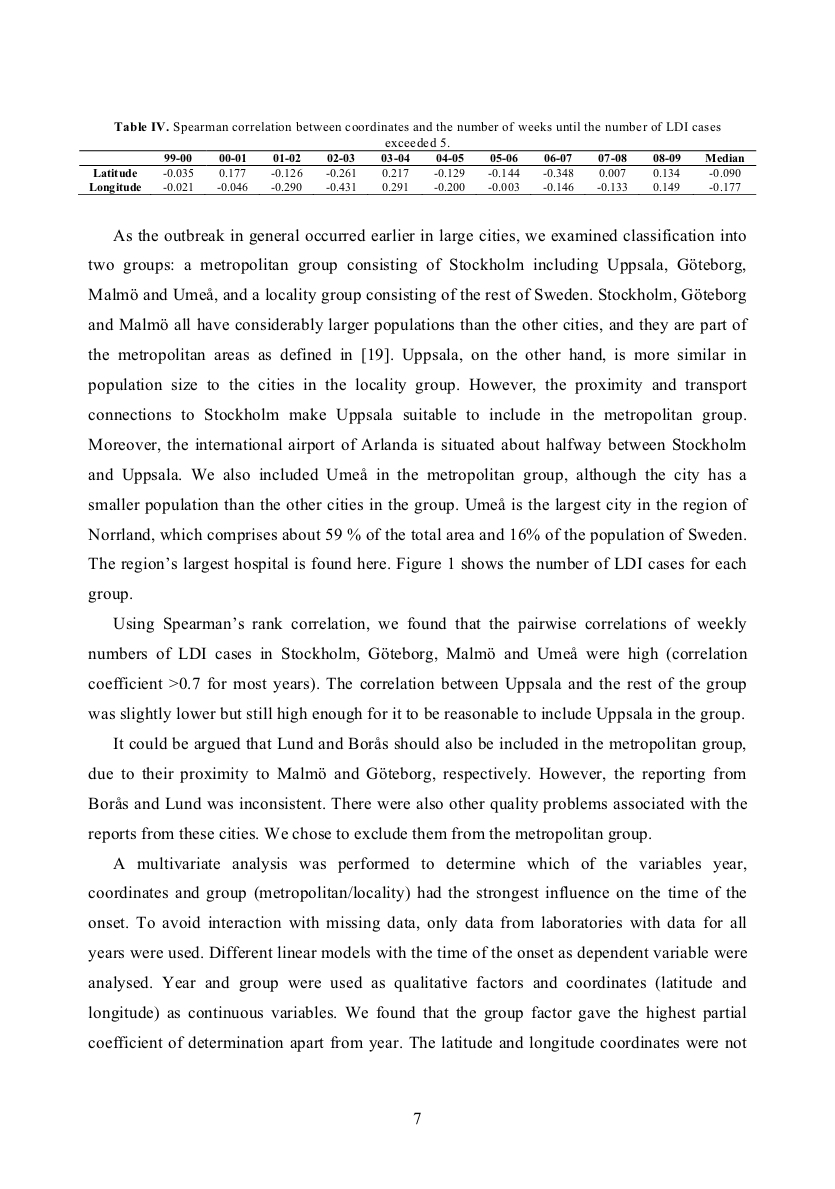 Table IV. Spearman correlation between coordinates and the number of weeks until the number of LDI cases
exceeded 5.
99-00 00-01 01-02 02-03 03-04 04-05 05-06 06-07 07-08 08-09 Median
Latitude -0.035 0.177 -0.126 -0.261 0.217 -0.129 -0.144 -0.348 0.007 0.134 -0.090
Longitude -0.021 -0.046 -0.290 -0.431 0.291 -0.200 -0.003 -0.146 -0.133 0.149 -0.177
As the outbreak in general occurred earlier in large cities, we examined classification into
two groups: a metropolitan group consisting of Stockholm including Uppsala, Göteborg,
Malmö and Umeå, and a locality group consisting of the rest of Sweden. Stockholm, Göteborg
and Malmö all have considerably larger populations than the other cities, and they are part of
the metropolitan areas as defined in [19]. Uppsala, on the other hand, is more similar in
population size to the cities in the locality group. However, the proximity and transport
connections to Stockholm make Uppsala suitable to include in the metropolitan group.
Moreover, the international airport of Arlanda is situated about halfway between Stockholm
and Uppsala. We also included Umeå in the metropolitan group, although the city has a
smaller population than the other cities in the group. Umeå is the largest city in the region of
Norrland, which comprises about 59 % of the total area and 16% of the population of Sweden.
The region's largest hospital is found here. Figure 1 shows the number of LDI cases for each
group.
Using Spearman's rank correlation, we found that the pairwise correlations of weekly
numbers of LDI cases in Stockholm, Göteborg, Malmö and Umeå were high (correlation
coefficient >0.7 for most years). The correlation between Uppsala and the rest of the group
was slightly lower but still high enough for it to be reasonable to include Uppsala in the group.
It could be argued that Lund and Borås should also be included in the metropolitan group,
due to their proximity to Malmö and Göteborg, respectively. However, the reporting from
Borås and Lund was inconsistent. There were also other quality problems associated with the
reports from these cities. We chose to exclude them from the metropolitan group.
A multivariate analysis was performed to determine which of the variables year,
coordinates and group (metropolitan/locality) had the strongest influence on the time of the
onset. To avoid interaction with missing data, only data from laboratories with data for all
years were used. Different linear models with the time of the onset as dependent variable were
analysed. Year and group were used as qualitative factors and coordinates (latitude and
longitude) as continuous variables. We found that the group factor gave the highest partial
coefficient of determination apart from year. The latitude and longitude coordinates were not
7